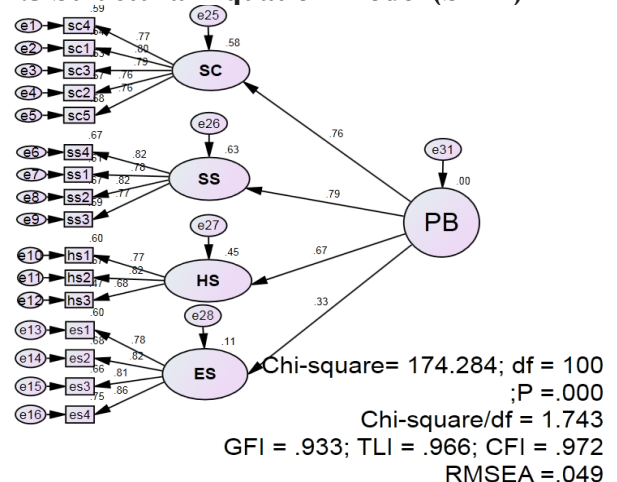 .59
e25
e1 sc4
.77
.58
e2 sc1
.80
e3 sc3
.79
SC
e4 sc2
.76
e5 sc5
.76
.76
.67
e26
e31
e6 ss4
.82
.63
e7 ss1
.78
.00
SS
e8 ss2
.82
.79
e9 ss3
.77
e27
PB
.60
.45
e10 hs1
.77
.67
e11 hs2
.82
HS
e12 hs3
.68
.60
e28
.33
e13 es1
.78
.11
e14 es2
.82
.66
ES
e15 es3
.81
.75
e16 es4
.86
Chi-square= 174.284; df = 100
;P =.000
Chi-square/df = 1.743
GFI = .933; TLI = .966; CFI = .972
RMSEA =.049